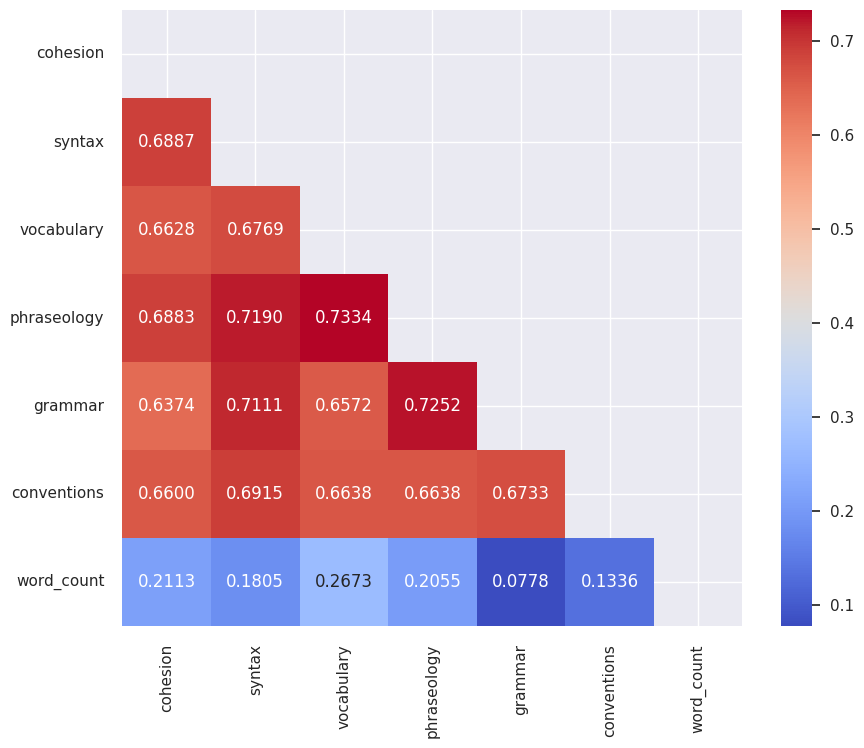 cohesion
syntax 0.6887
vocabulary 0.6628 0.6769
phraseology 0.6883 0.7190 0.7334
grammar 0.6374 0.7111 0.6572 0.7252
conventions 0.6600 0.6915 0.6638 0.6638 0.6733
word_count 0.2113 0.1805 0.2673 0.2055 0.0778 0.1336
cohesion syntax vocabulary phraseology grammar conventions word_count
0.7
0.6
0.5
0.4
0.3
0.2
0.1